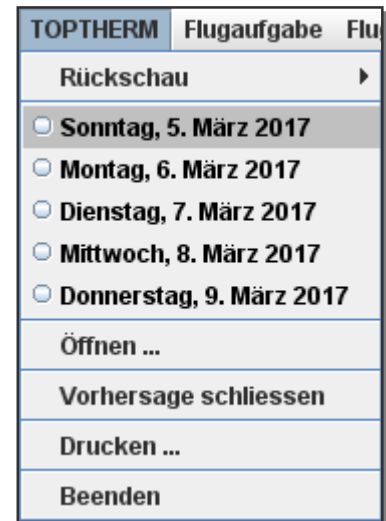 TOPTHERM Flugaufgabe Flu
Rückschau
Sonntag, 5. März 2017
Montag, 6. März 2017
Dienstag, 7. März 2017
Mittwoch, 8. März 2017
Donnerstag, 9. März 2017
Öffnen ...
Vorhersage schliessen
Drucken ...
Beenden